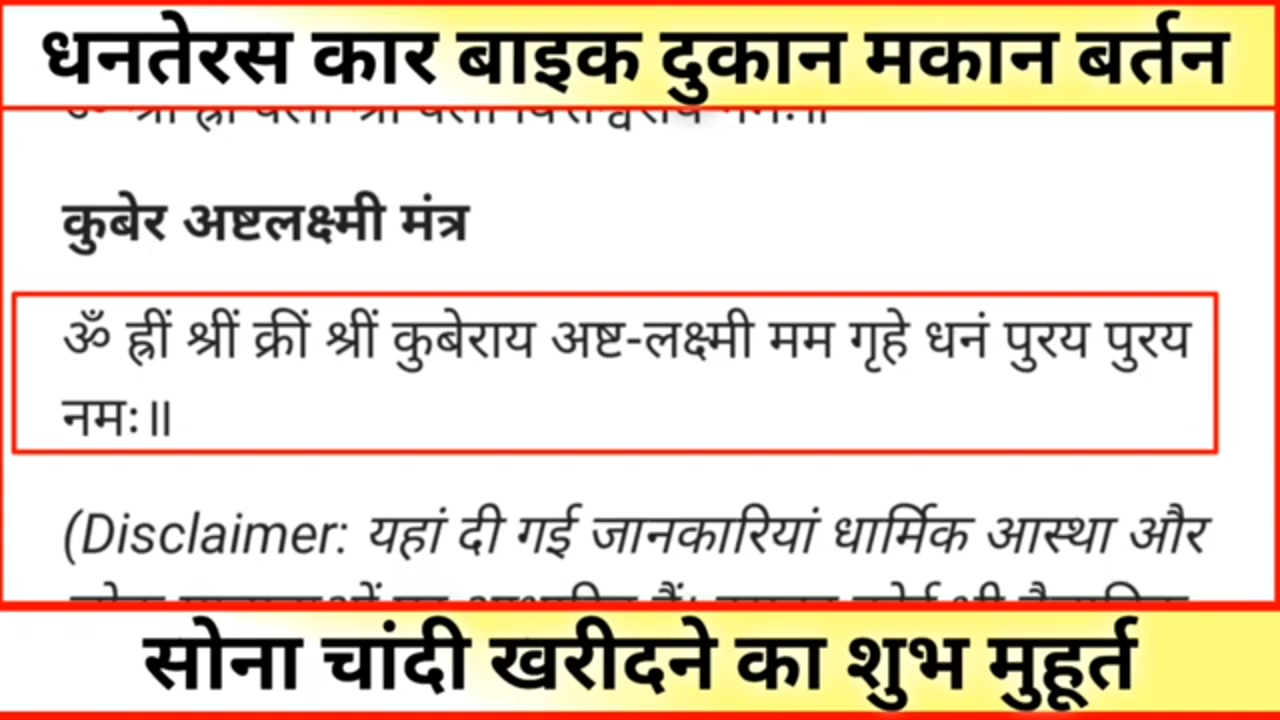 धनतेरस कार बाइक दुकान मकान बर्तन
कुबेर अष्टलक्ष्मी मंत्र
ॐ ह्रीं श्रीं क्रीं श्रीं कुबेराय अष्ट-लक्ष्मी मम गृहे धनं पुरय पुरय
नमः॥
(Disclaimer: यहां दी गई जानकारियां धार्मिक आस्था और
सोना चांदी खरीदने का शुभ मुहूर्त